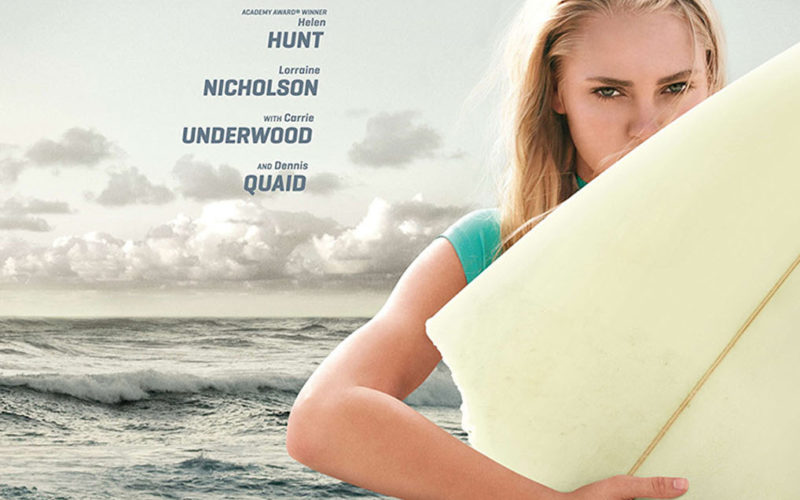 ACADEMY AWARD® WINNER
Helen
HUNT
Lorraine
NICHOLSON
WITH Carrie
UNDERWOOD
AND Dennis
QUAID